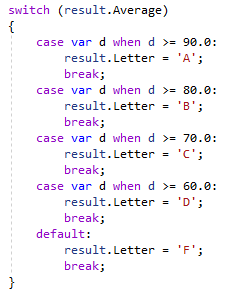 switch (result.Average)
{
    case var d when d >= 90.0:
        result.Letter = 'A';
        break;
    case var d when d >= 80.0:
        result.Letter = 'B';
        break;
    case var d when d >= 70.0:
        result.Letter = 'C';
        break;
    case var d when d >= 60.0:
        result.Letter = 'D';
        break;
    default:
        result.Letter = 'F';
        break;
}